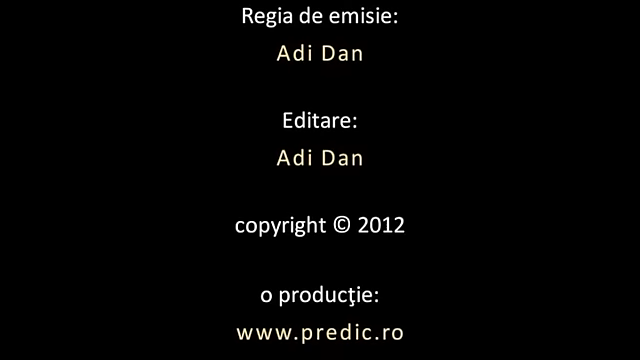 Regia de emisie:
Adi Dan
Editare:
Adi Dan
copyright © 2012
o producţie:
www.predic.ro